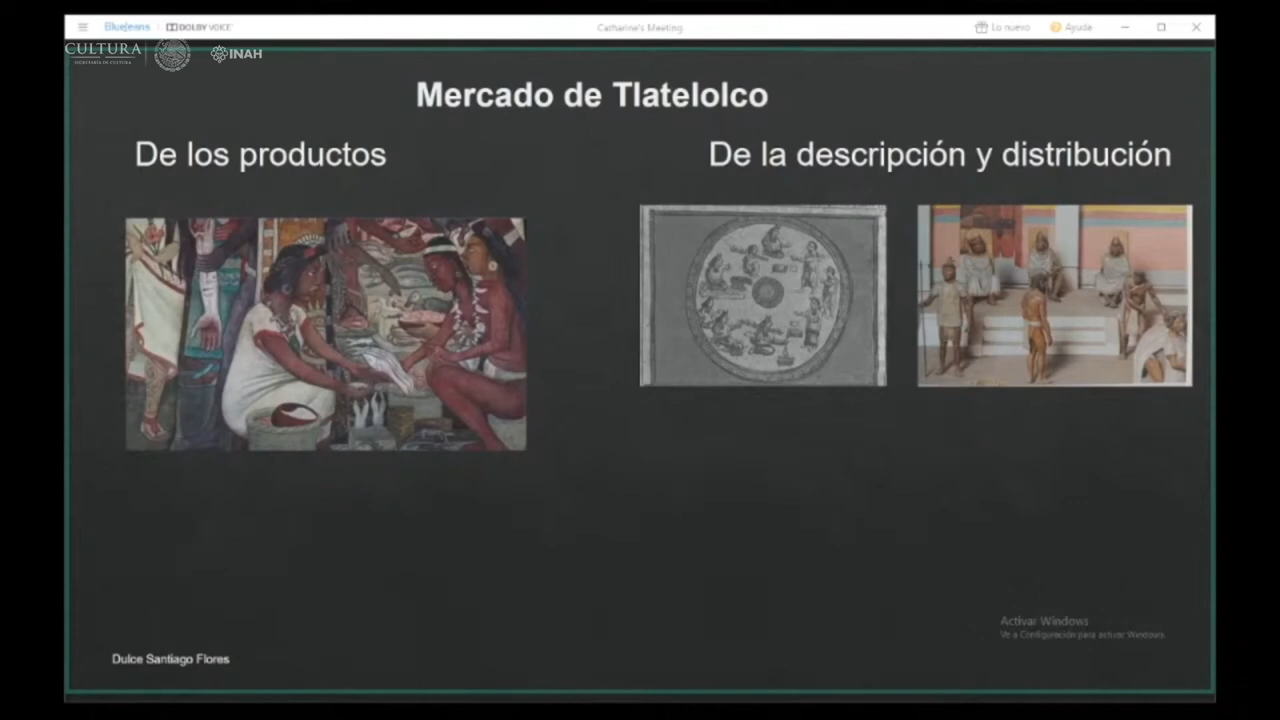 BlueJeans
DOLBY VOICE
Catharine's Meeting
Lo nuevo
Ayuda
CULTURA
SECRETARÍA DE CULTURA
INAH
Mercado de Tlatelolco
De los productos
De la descripción y distribución
Activar Windows
Ve a Configuración para activar Windows.
Dulce Santiago Flores